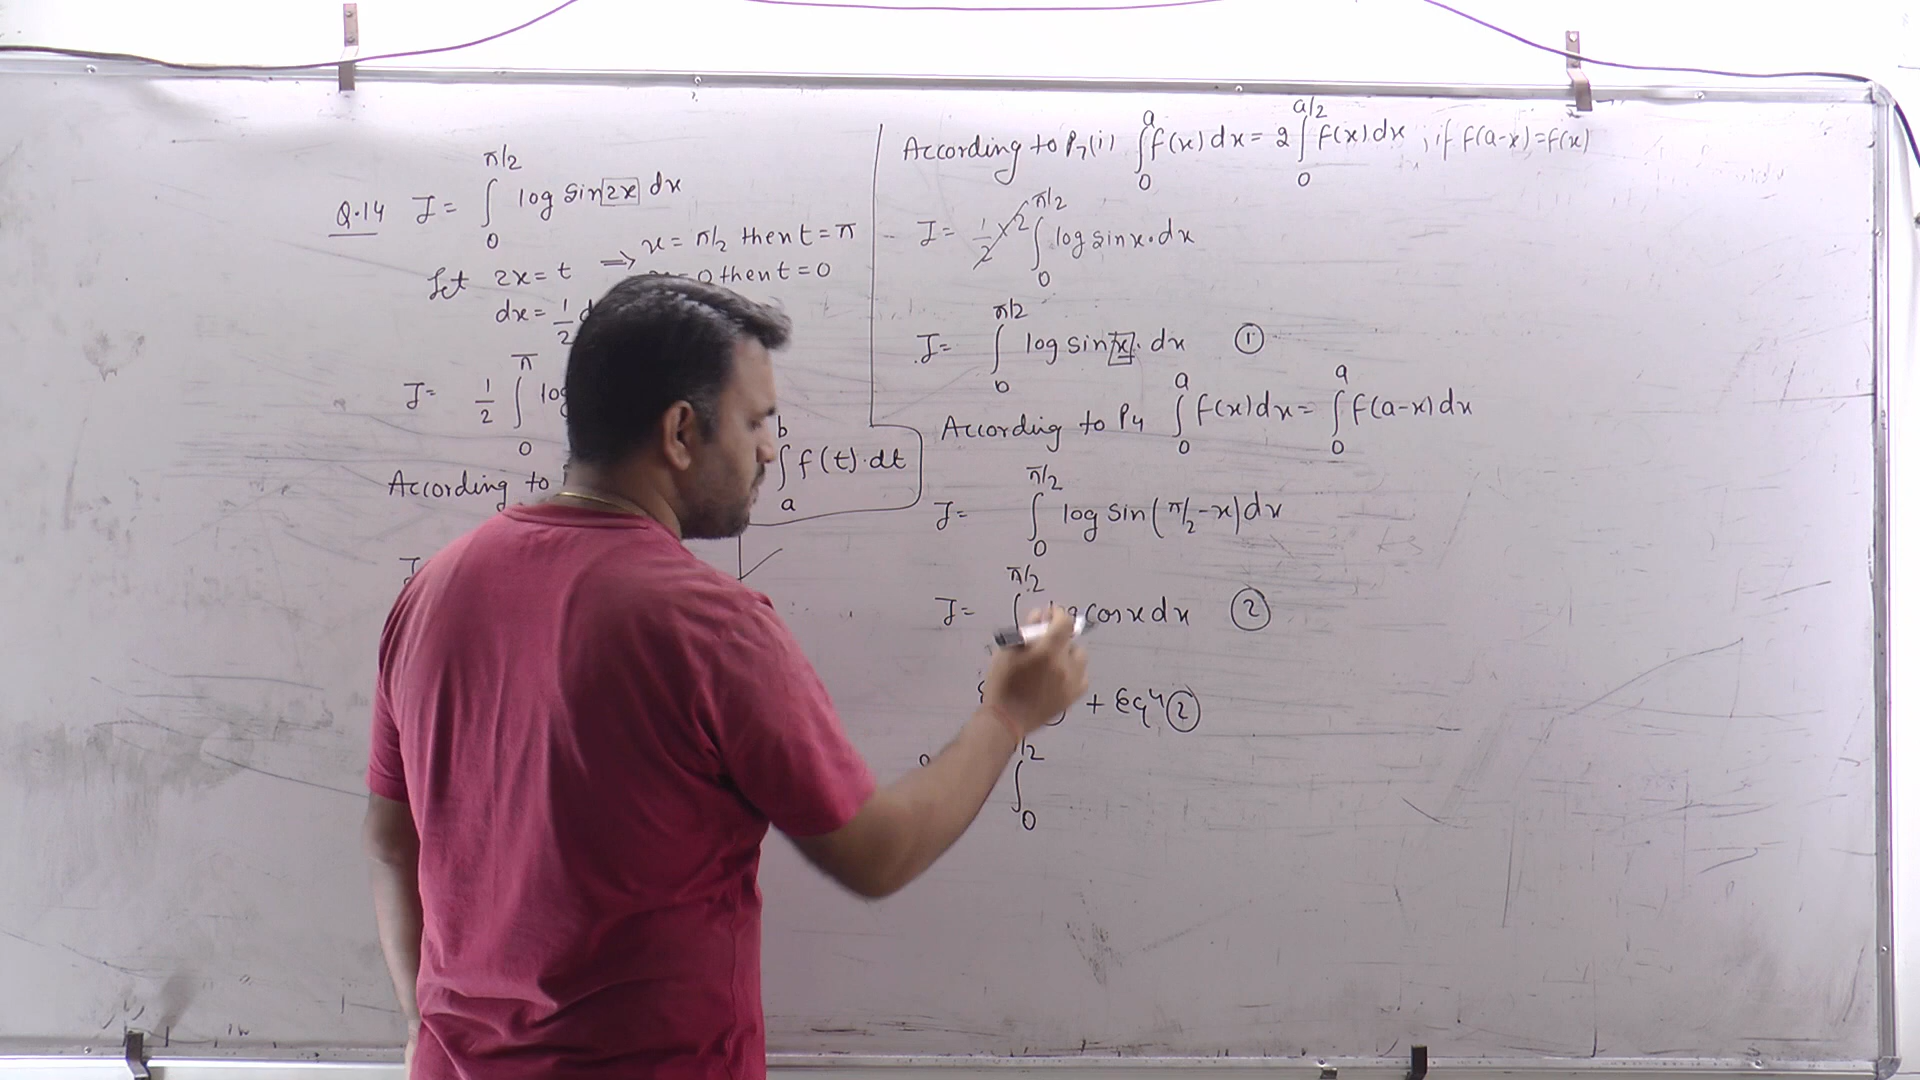 Q.14 I = ∫₀^{π/2} log sin 2x dx
Let 2x = t ⇒ x = π/2 then t = π
= 0 then t = 0
dx = 1/2
I = 1/2 ∫₀^π
According to
∫ₐᵇ f(t).dt
I
According to P₇(i) ∫₀ᵃ f(x) dx = 2 ∫₀^{a/2} f(x) dx ; if f(a-x) = f(x)
I = 1/2 × 2 ∫₀^{π/2} log sin x . dx
I = ∫₀^{π/2} log sin x . dx ①
According to P₄ ∫₀ᵃ f(x) dx = ∫₀ᵃ f(a-x) dx
I = ∫₀^{π/2} log sin (π/2 - x) dx
I = ∫^{π/2} cos x dx ②
+ Eqⁿ ②
∫₀ /2